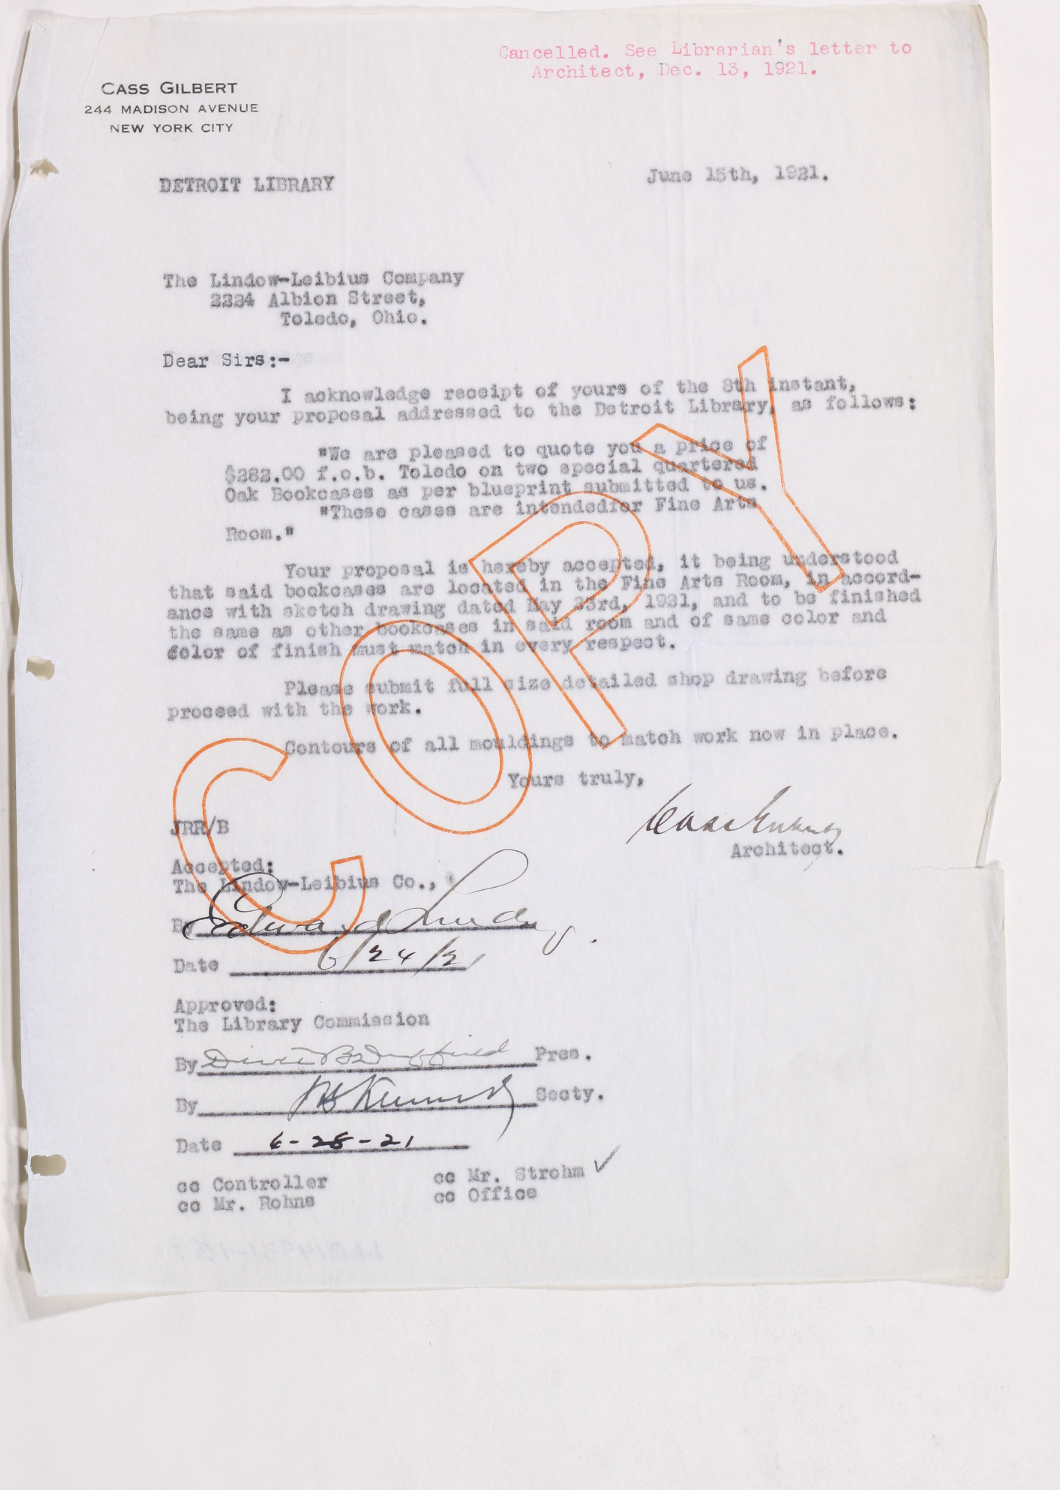 Cancelled. See Librarian's letter to
Architect, Dec. 13, 1921.
CASS GILBERT
244 MADISON AVENUE
NEW YORK CITY
DETROIT LIBRARY
June 15th, 1921.
The Lindow-Leibius Company
2234 Albion Street,
Toledo, Ohio.
Dear Sirs:-
I acknowledge receipt of yours of the 8th instant,
being your proposal addressed to the Detroit Library, as follows:
"We are pleased to quote you a price of
$282.00 f.o.b. Toledo on two special quartered
Oak Bookcases as per blueprint submitted to us.
"These cases are intendedfor Fine Arts
Room."
Your proposal is hereby accepted, it being understood
that said bookcases are located in the Fine Arts Room, in accord-
ance with sketch drawing dated May 23rd, 1921, and to be finished
the same as other bookcases in said room and of same color and
color of finish must match in every respect.
Please submit full size detailed shop drawing before
proceed with the work.
Contours of all mouldings to match work now in place.
Yours truly,
Cass Gilbert
JRR/B
Architect.
Accepted:
The Lindow-Leibius Co.,
By Edward Lindow
Date 6/24/21
Approved:
The Library Commission
By Divie B Duffield Pres.
By Secty.
Date 6-28-21
cc Controller
cc Mr. Strohm ✓
cc Mr. Rohns
cc Office
COPY